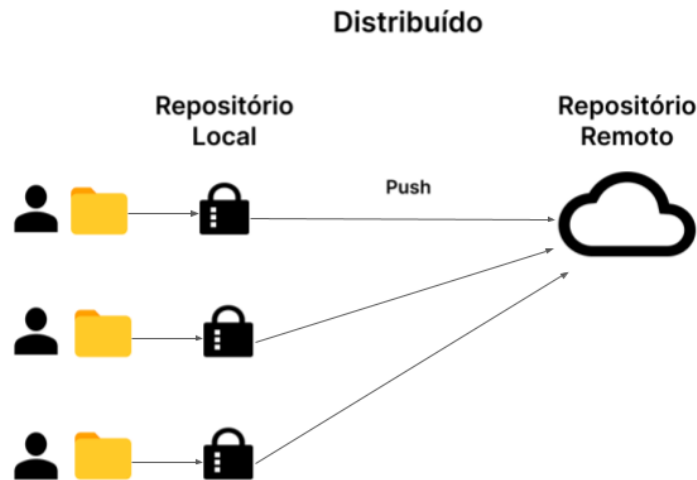 Distribuído
Repositório
Local
Repositório
Remoto
Push